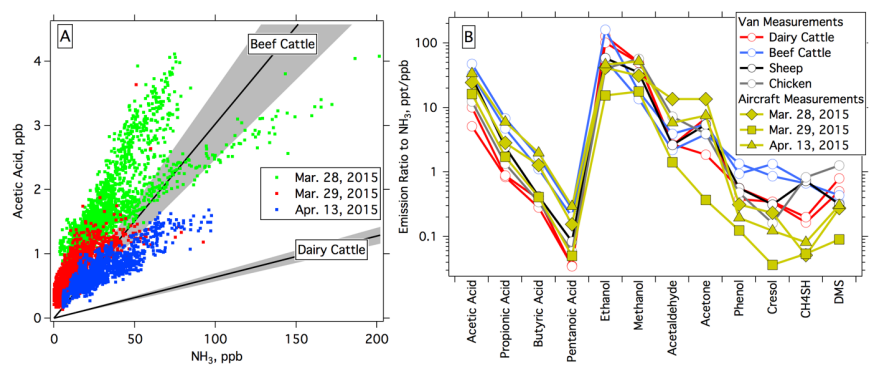 A
Beef Cattle
Dairy Cattle
Mar. 28, 2015
Mar. 29, 2015
Apr. 13, 2015
Acetic Acid, ppb
4
3
2
1
0
0
50
100
150
200
NH3, ppb
B
Van Measurements
Dairy Cattle
Beef Cattle
Sheep
Chicken
Aircraft Measurements
Mar. 28, 2015
Mar. 29, 2015
Apr. 13, 2015
Emission Ratio to NH3, ppt/ppb
100
10
1
0.1
Acetic Acid
Propionic Acid
Butyric Acid
Pentanoic Acid
Ethanol
Methanol
Acetaldehyde
Acetone
Phenol
Cresol
CH4SH
DMS